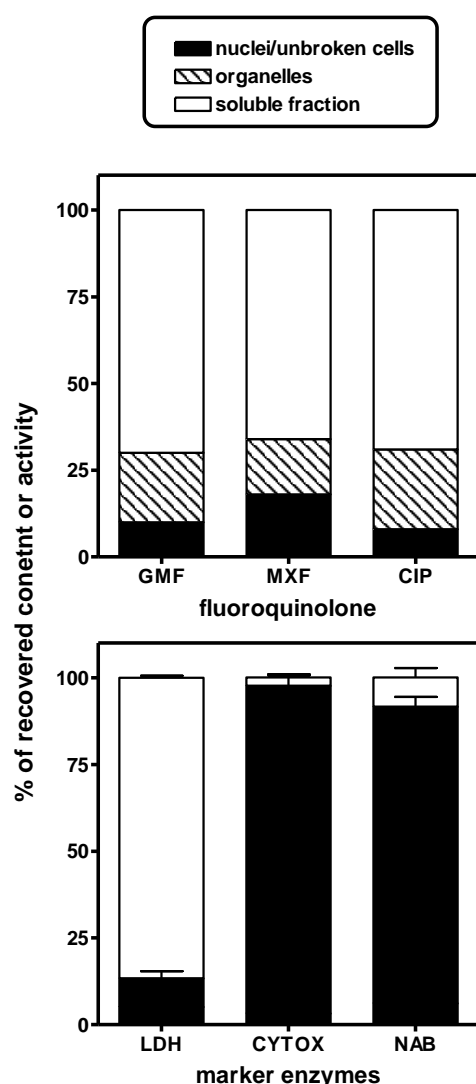 nuclei/unbroken cells
organelles
soluble fraction
% of recovered conetnt or activity
100
75
50
25
0
GMF MXF CIP
fluoroquinolone
100
75
50
25
0
LDH CYTOX NAB
marker enzymes